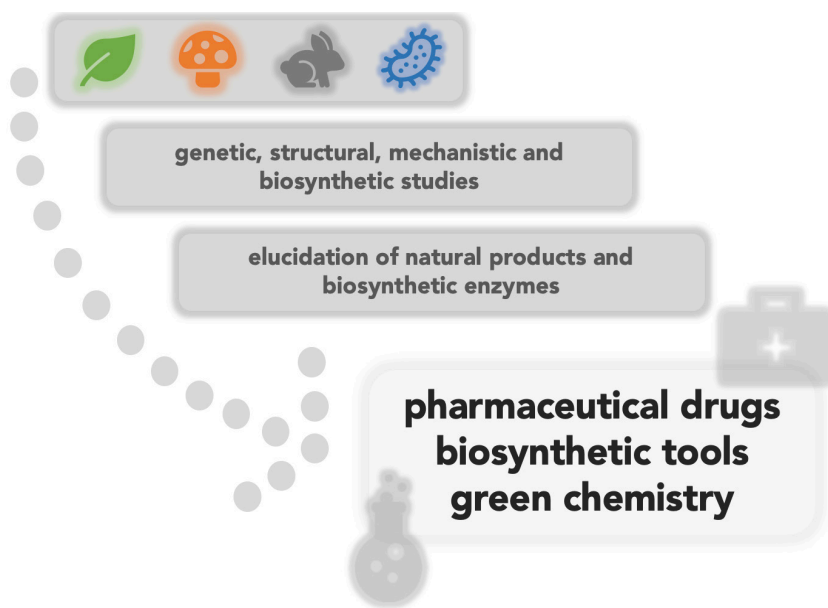 genetic, structural, mechanistic and
biosynthetic studies
elucidation of natural products and
biosynthetic enzymes
pharmaceutical drugs
biosynthetic tools
green chemistry